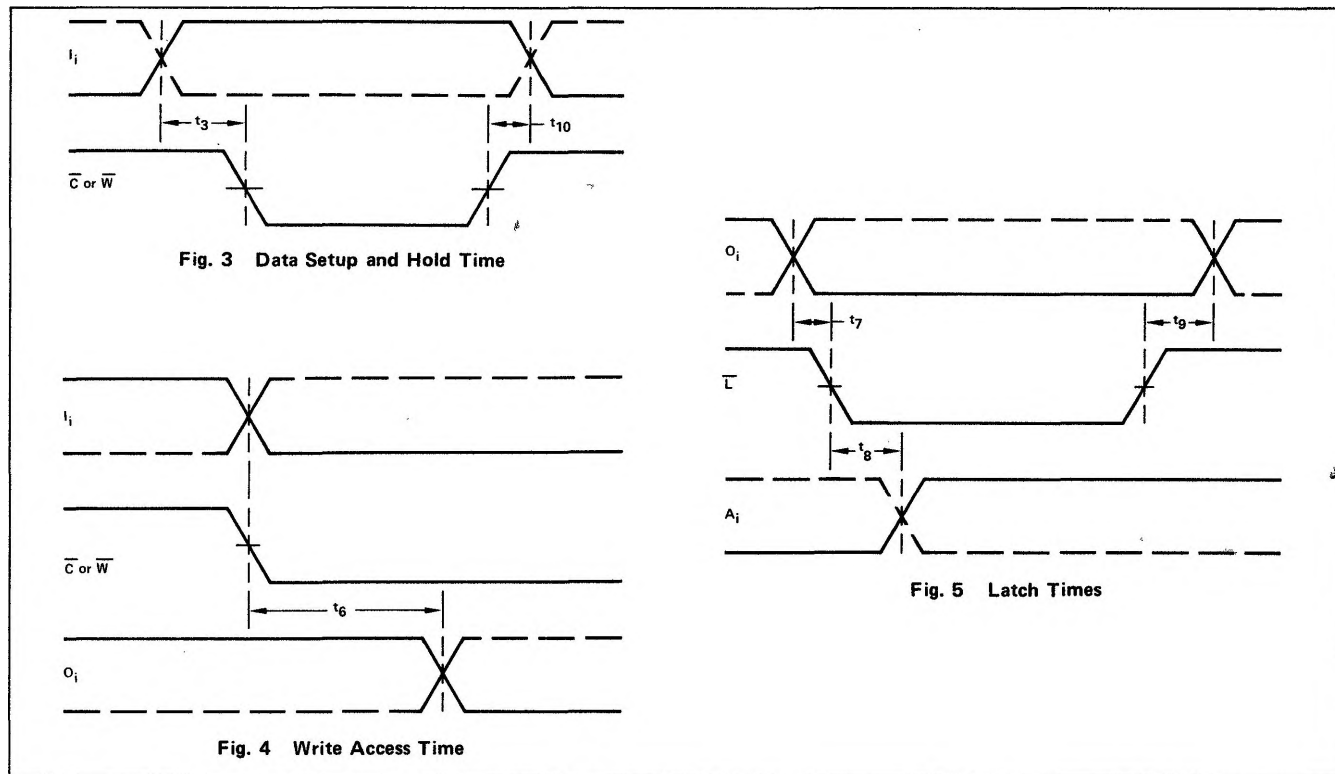 Iᵢ
t₃
t₁₀
C̅ or W̅
Fig. 3 Data Setup and Hold Time
Iᵢ
C̅ or W̅
t₆
Oᵢ
Fig. 4 Write Access Time
Oᵢ
t₇
t₉
L̅
t₈
Aᵢ
Fig. 5 Latch Times